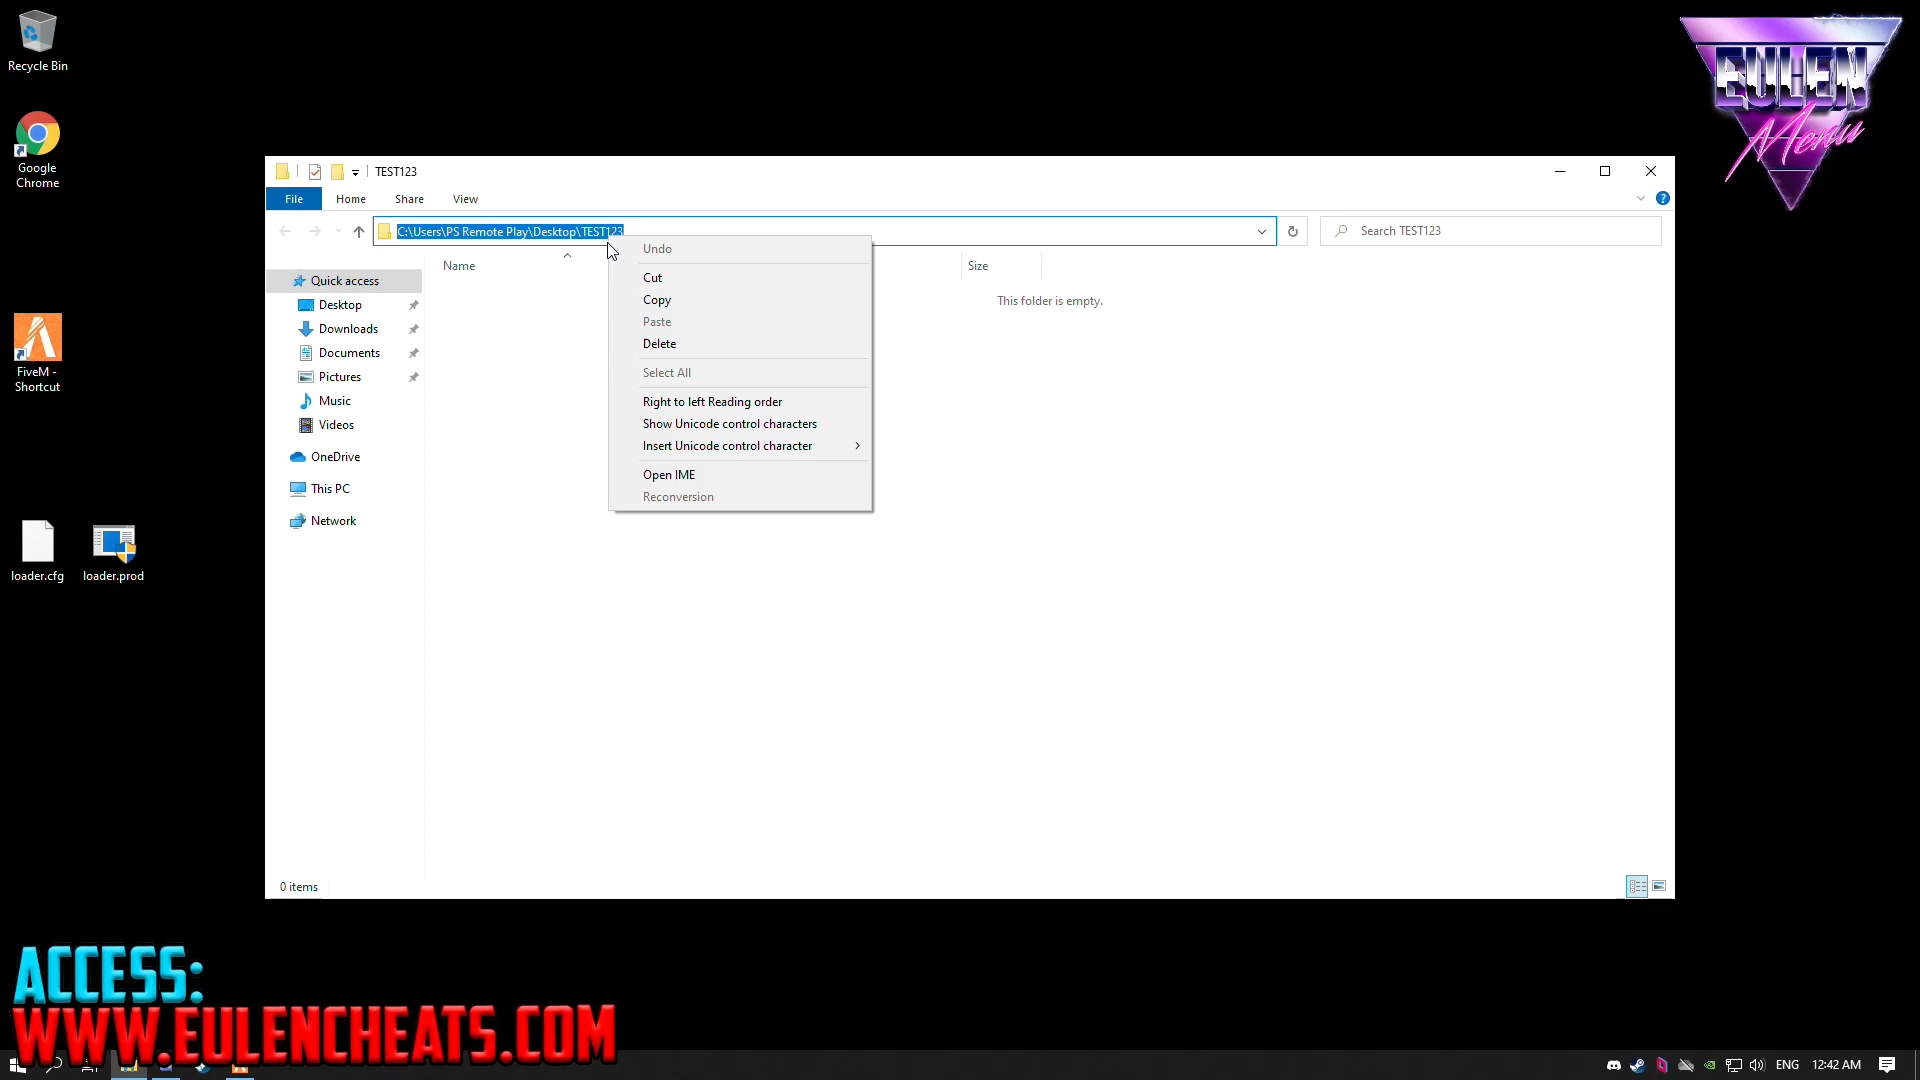 Recycle Bin
Google
Chrome
FiveM -
Shortcut
loader.cfg
loader.prod
EULEN
Menu
TEST123
File
Home
Share
View
C:\Users\PS Remote Play\Desktop\TEST123
Search TEST123
Name
Size
This folder is empty.
Quick access
Desktop
Downloads
Documents
Pictures
Music
Videos
OneDrive
This PC
Network
Undo
Cut
Copy
Paste
Delete
Select All
Right to left Reading order
Show Unicode control characters
Insert Unicode control character
Open IME
Reconversion
0 items
ACCESS:
WWW.EULENCHEATS.COM
ENG
12:42 AM